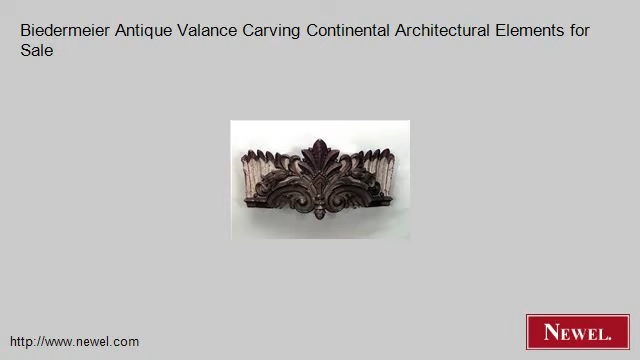 Biedermeier Antique Valance Carving Continental Architectural Elements for
Sale
http://www.newel.com
NEWEL.